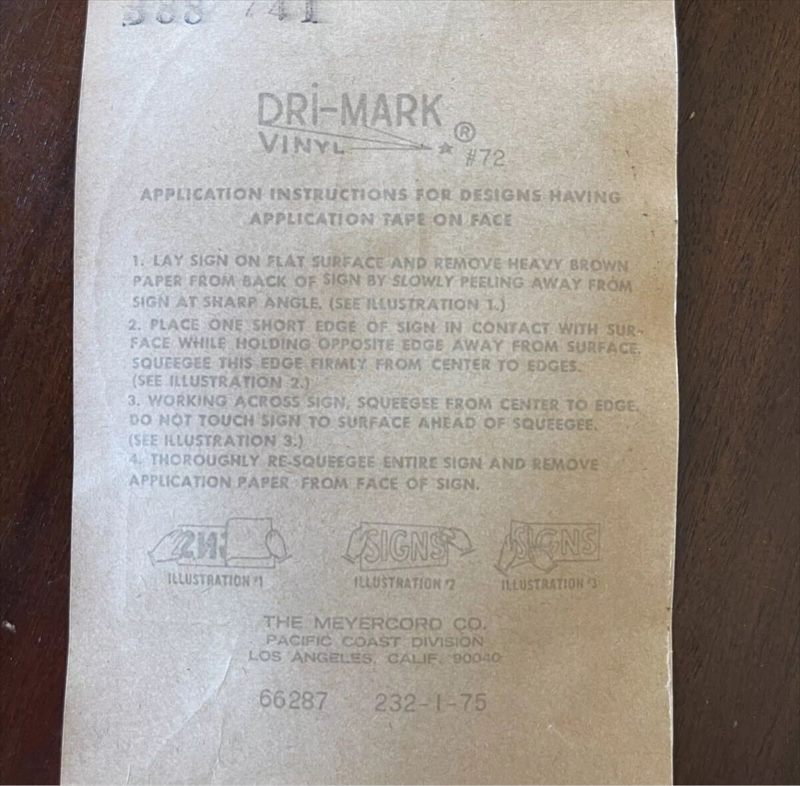 388 741
DRI-MARK
VINYL ® #72
APPLICATION INSTRUCTIONS FOR DESIGNS HAVING
APPLICATION TAPE ON FACE
1. LAY SIGN ON FLAT SURFACE AND REMOVE HEAVY BROWN
PAPER FROM BACK OF SIGN BY SLOWLY PEELING AWAY FROM
SIGN AT SHARP ANGLE. (SEE ILLUSTRATION 1.)
2. PLACE ONE SHORT EDGE OF SIGN IN CONTACT WITH SUR-
FACE WHILE HOLDING OPPOSITE EDGE AWAY FROM SURFACE.
SQUEEGEE THIS EDGE FIRMLY FROM CENTER TO EDGES.
(SEE ILLUSTRATION 2.)
3. WORKING ACROSS SIGN, SQUEEGEE FROM CENTER TO EDGE.
DO NOT TOUCH SIGN TO SURFACE AHEAD OF SQUEEGEE.
(SEE ILLUSTRATION 3.)
4. THOROUGHLY RE-SQUEEGEE ENTIRE SIGN AND REMOVE
APPLICATION PAPER FROM FACE OF SIGN.
SIGNS
ILLUSTRATION #1 ILLUSTRATION #2 ILLUSTRATION #3
THE MEYERCORD CO.
PACIFIC COAST DIVISION
LOS ANGELES, CALIF. 90040
66287 232-1-75